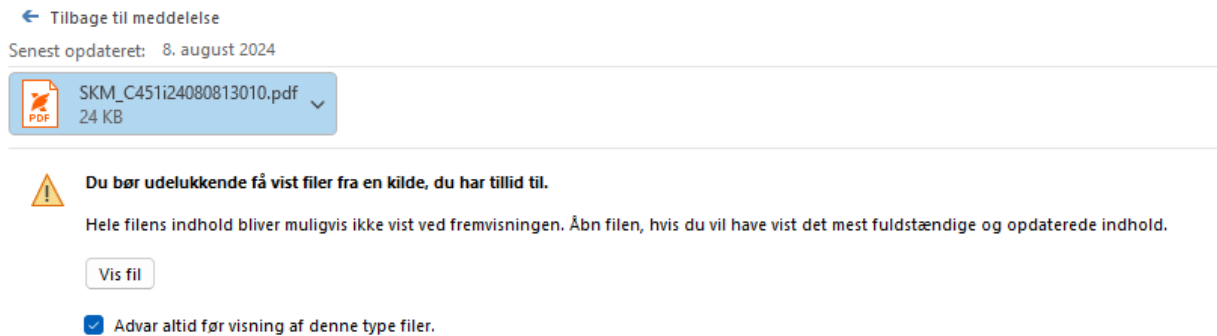 Tilbage til meddelelse
Senest opdateret: 8. august 2024
SKM_C451i24080813010.pdf
PDF
24 KB
Du bør udelukkende få vist filer fra en kilde, du har tillid til.
Hele filens indhold bliver muligvis ikke vist ved fremvisningen. Åbn filen, hvis du vil have vist det mest fuldstændige og opdaterede indhold.
Vis fil
Advar altid før visning af denne type filer.